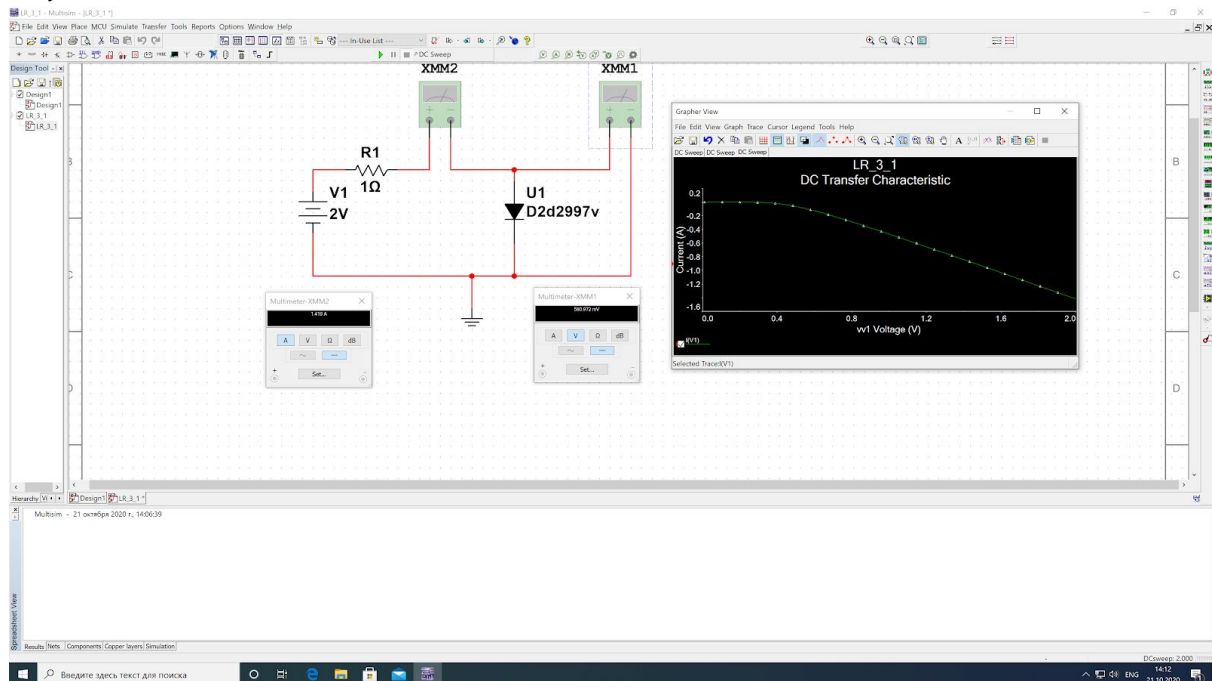 LR_3_1 - Multisim - [LR_3_1 *]
File Edit View Place MCU Simulate Transfer Tools Reports Options Window Help
--- In-Use List ---
DC Sweep
Design Tool
Design1
Design1
LR_3_1
LR_3_1
XMM2
XMM1
R1
1Ω
V1
2V
U1
D2d2997v
B
B
C
C
D
D
Multimeter-XMM2
1.419 A
A V Ω dB
Set...
Multimeter-XMM1
580.972 mV
A V Ω dB
Set...
Grapher View
File Edit View Graph Trace Cursor Legend Tools Help
DC Sweep DC Sweep DC Sweep
LR_3_1
DC Transfer Characteristic
Current (A)
0.2
-0.2
-0.4
-0.6
-0.8
-1.0
-1.2
-1.6
0.0 0.4 0.8 1.2 1.6 2.0
vv1 Voltage (V)
I(V1)
Selected Trace:I(V1)
Hierarchy Vi
Design1 LR_3_1 *
Multisim - 21 октября 2020 г., 14:06:39
Spreadsheet View
Results Nets Components Copper layers Simulation
DCsweep: 2.000
Введите здесь текст для поиска
ENG
14:12
21.10.2020